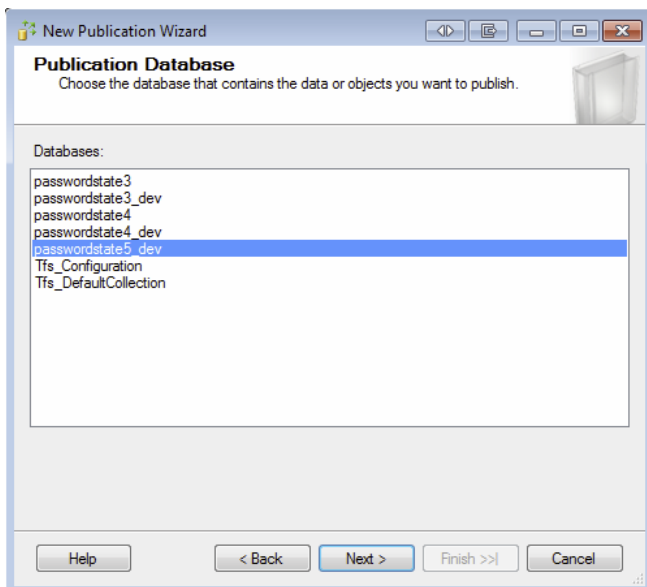 New Publication Wizard
Publication Database
Choose the database that contains the data or objects you want to publish.
Databases:
passwordstate3
passwordstate3_dev
passwordstate4
passwordstate4_dev
passwordstate5_dev
Tfs_Configuration
Tfs_DefaultCollection
Help
< Back
Next >
Finish >>|
Cancel